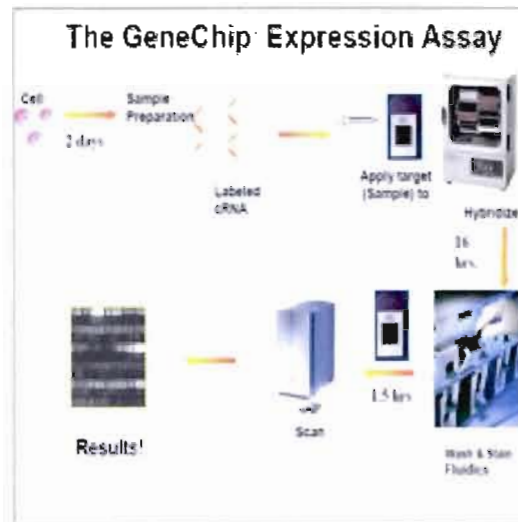 The GeneChip Expression Assay
Cell
Sample
Preparation
2 days
Labeled
cRNA
Apply target
(Sample) to
Hybridize
16
hrs.
1.5 hrs
Wash & Stain
Fluidics
Scan
Results!